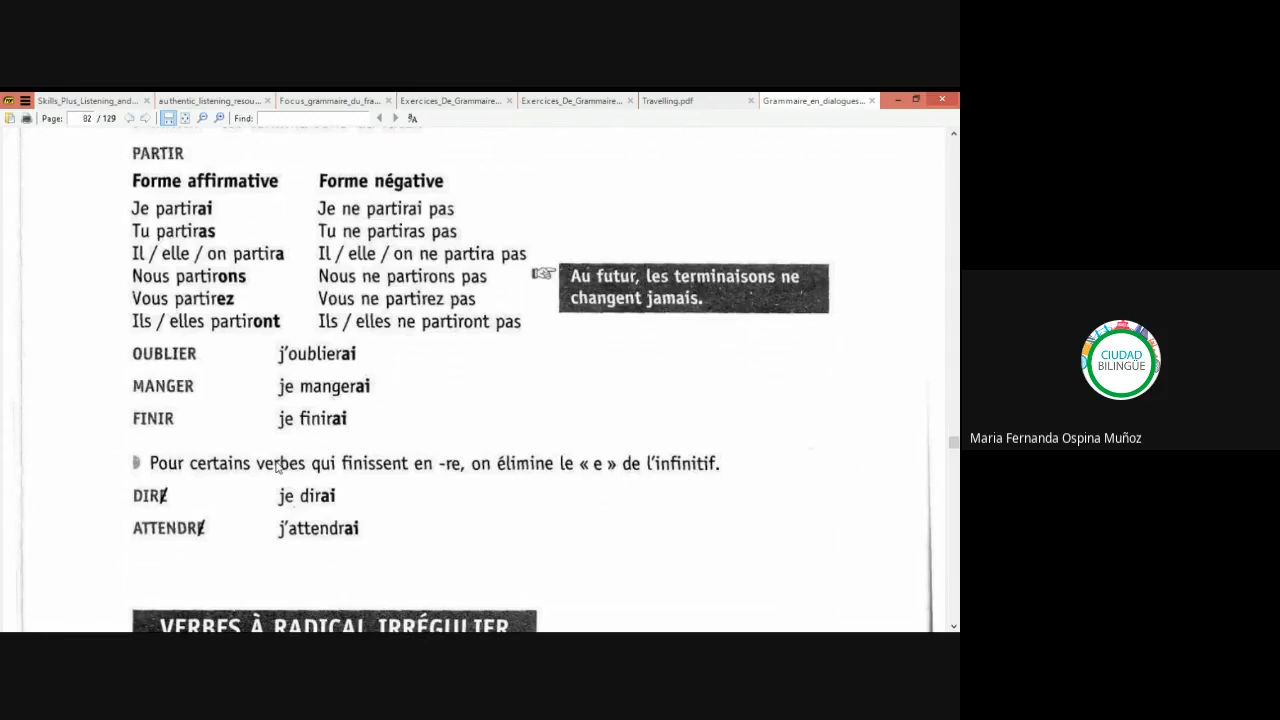 Skills_Plus_Listening_and... authentic_listening_resou... Focus_grammaire_du_fra... Exercices_De_Grammaire... Exercices_De_Grammaire... Travelling.pdf Grammaire_en_dialogues...
Page: 82 / 129 Find:
PARTIR
Forme affirmative Forme négative
Je partirai Je ne partirai pas
Tu partiras Tu ne partiras pas
Il / elle / on partira Il / elle / on ne partira pas
Nous partirons Nous ne partirons pas
Vous partirez Vous ne partirez pas
Ils / elles partiront Ils / elles ne partiront pas
Au futur, les terminaisons ne
changent jamais.
OUBLIER j'oublierai
MANGER je mangerai
FINIR je finirai
Pour certains verbes qui finissent en -re, on élimine le « e » de l'infinitif.
DIRE je dirai
ATTENDRE j'attendrai
VERBES À RADICAL IRRÉGULIER
CIUDAD
BILINGÜE
Maria Fernanda Ospina Muñoz